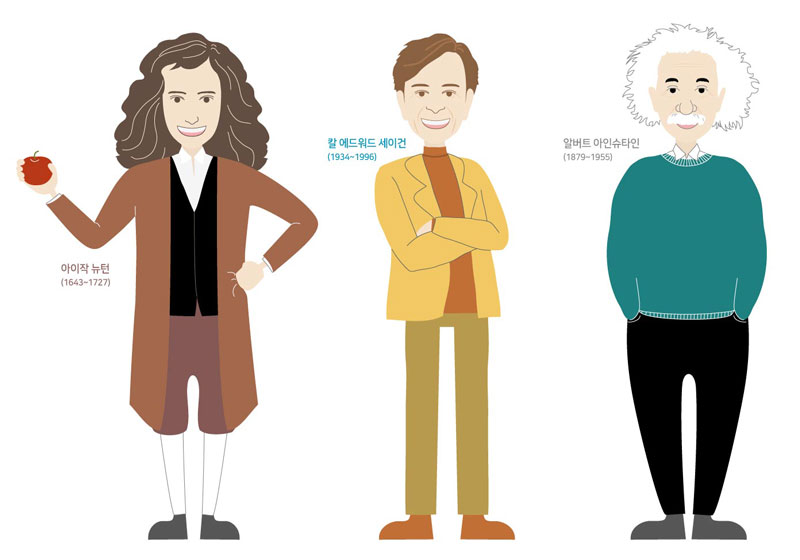 칼 에드워드 세이건
(1934~1996)
알버트 아인슈타인
(1879~1955)
아이작 뉴턴
(1643~1727)